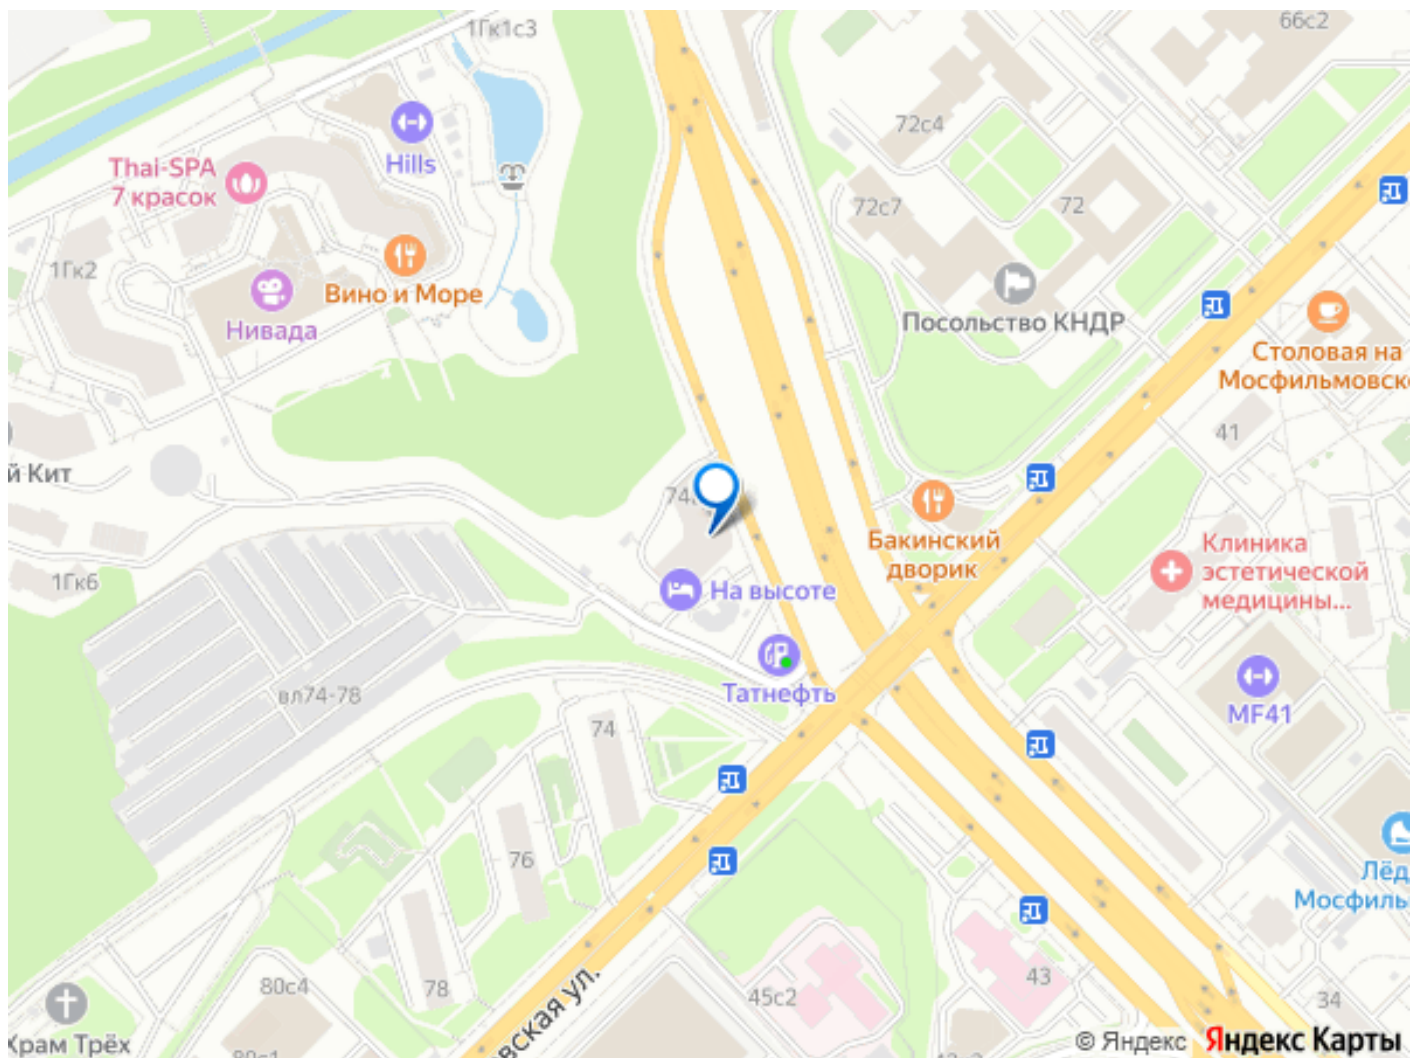 1Гк1с3
66с2
Hills
72с4
Thai-SPA
7 красок
72с7
72
1Гк2
Вино и Море
Нивада
Посольство КНДР
Столовая на
Мосфильмовско
41
й Кит
74
Бакинский
дворик
Клиника
эстетической
медицины...
1Гк6
На высоте
Татнефть
вл74-78
74
MF41
76
Лёд
Мосфиль
78
80с4
45с2
43
34
вская ул.
Храм Трёх
80с1
© Яндекс
Яндекс Карты